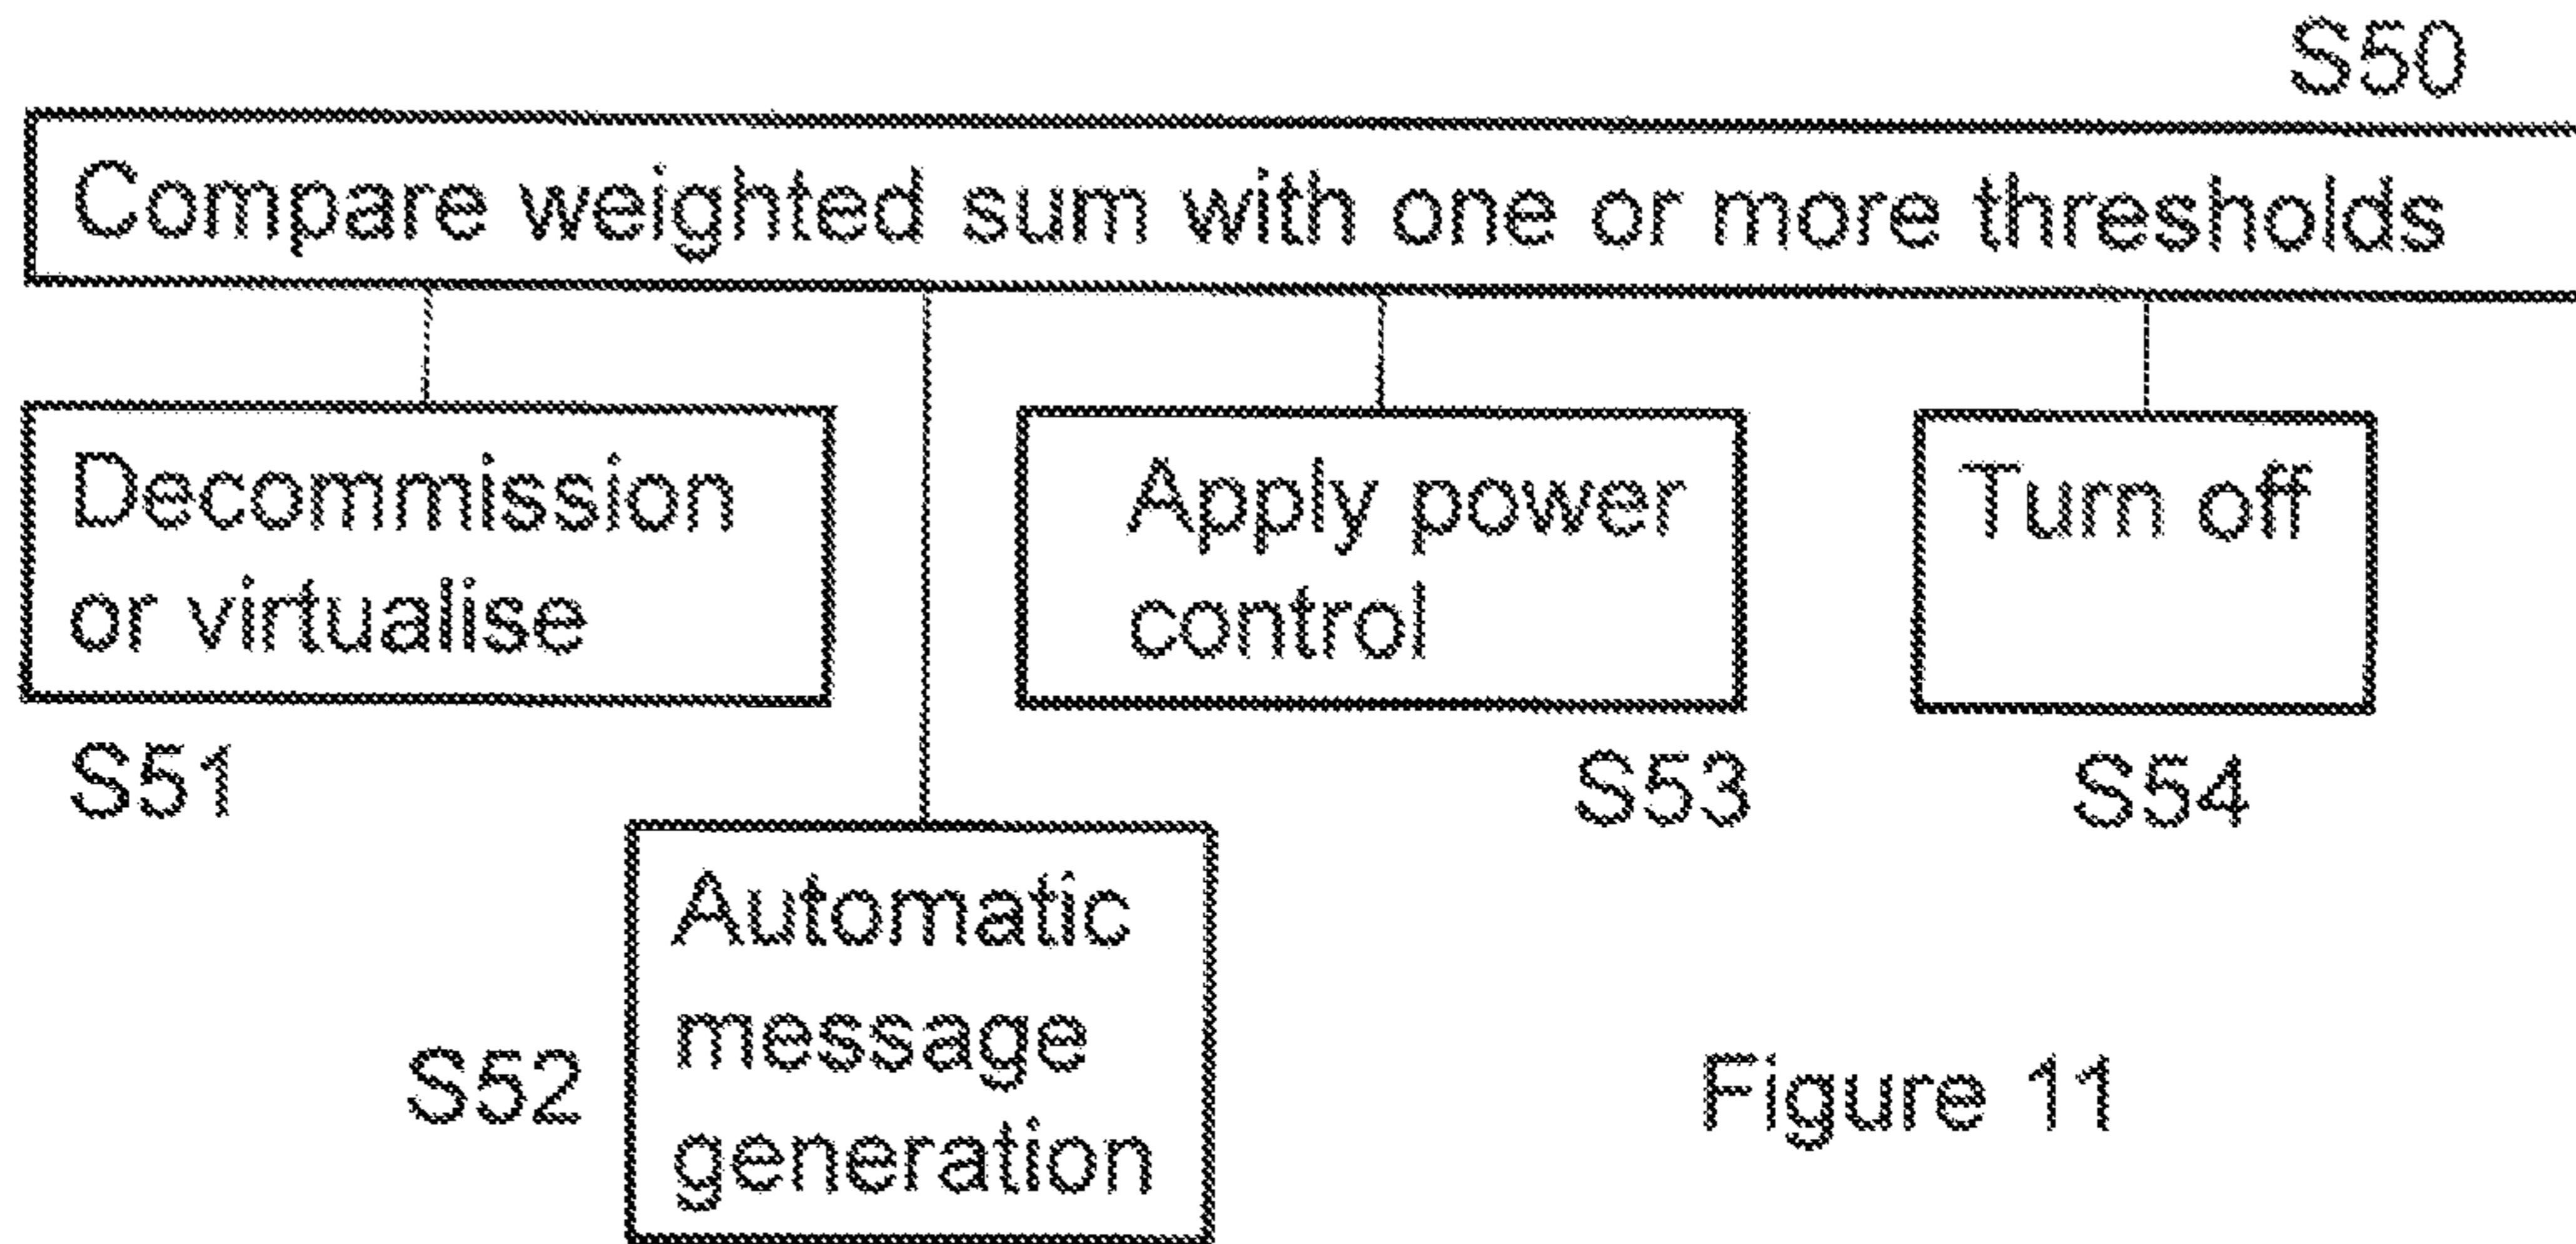 S50
Compare weighted sum with one or more thresholds
Decommission
or virtualise
S51
Apply power
control
S53
Turn off
S54
Automatic
message
generation
S52
Figure 11